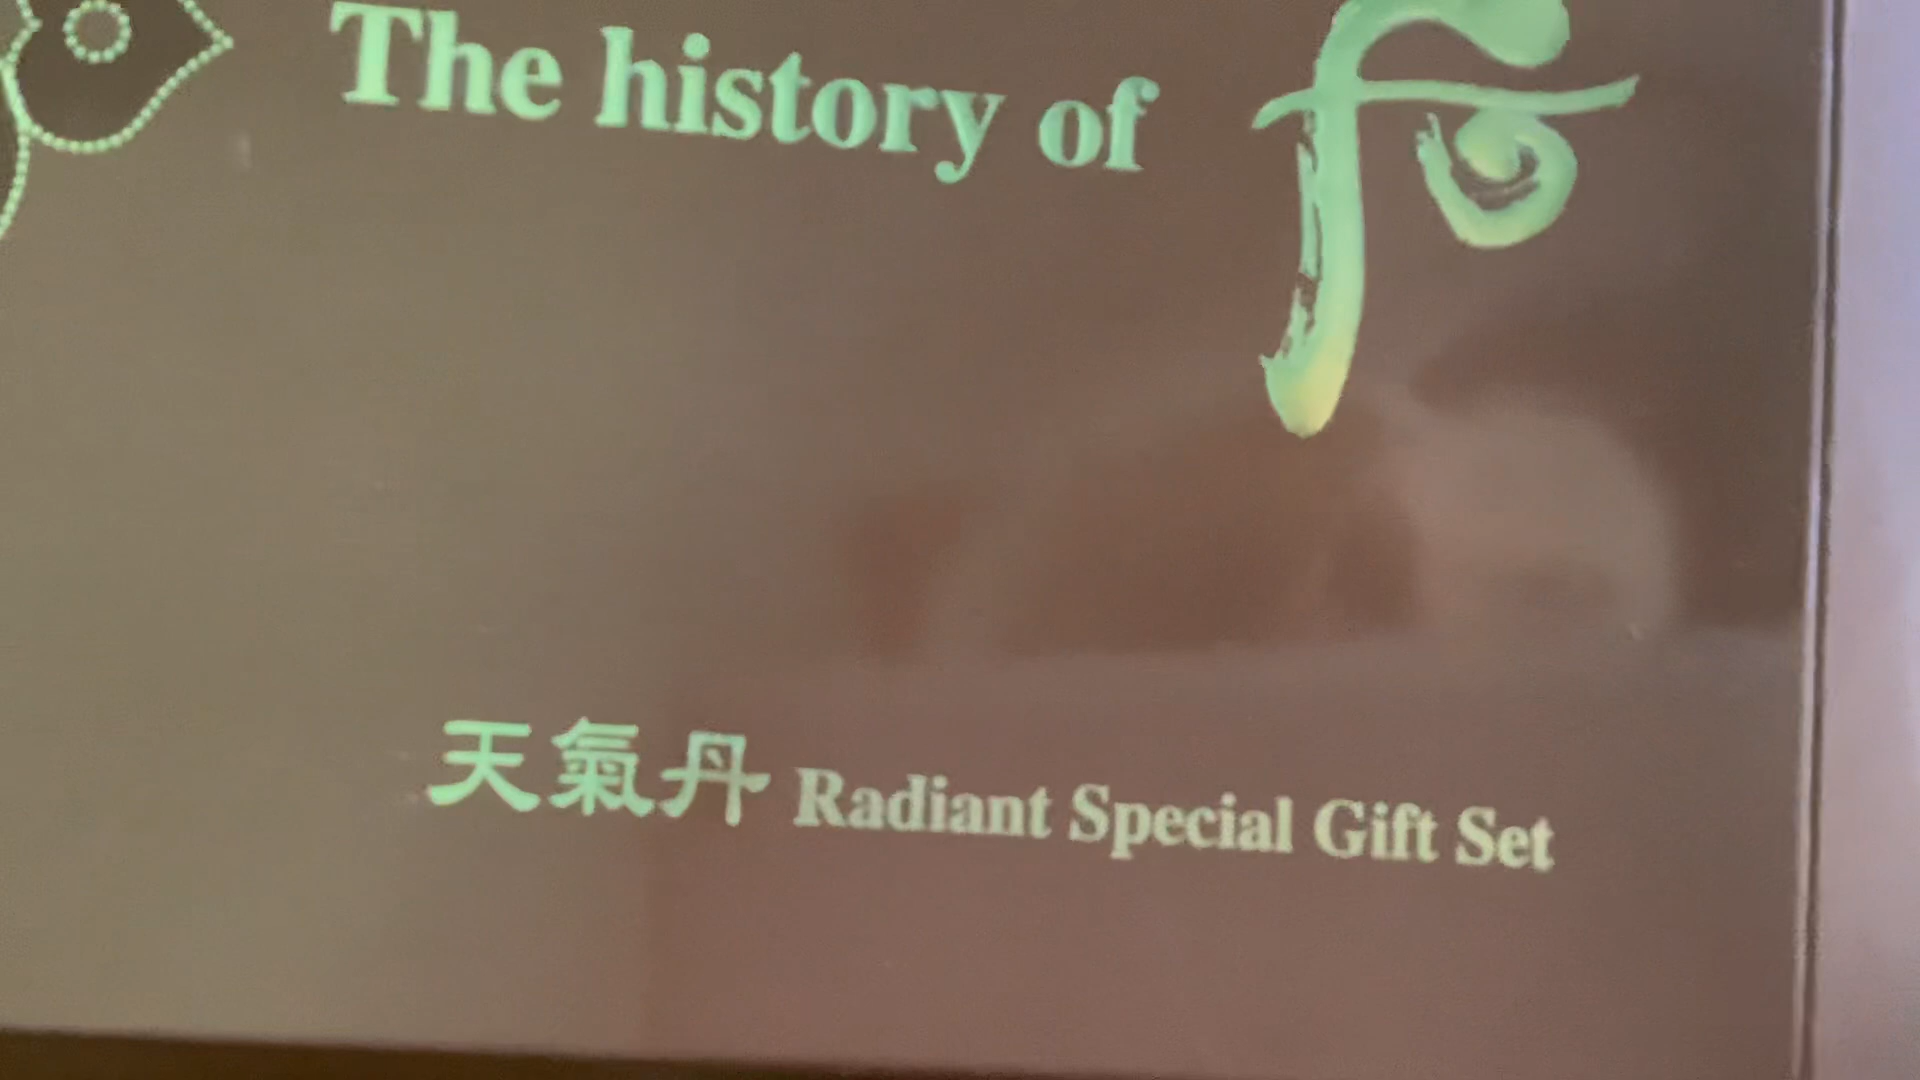 The history of 后
天氣丹 Radiant Special Gift Set